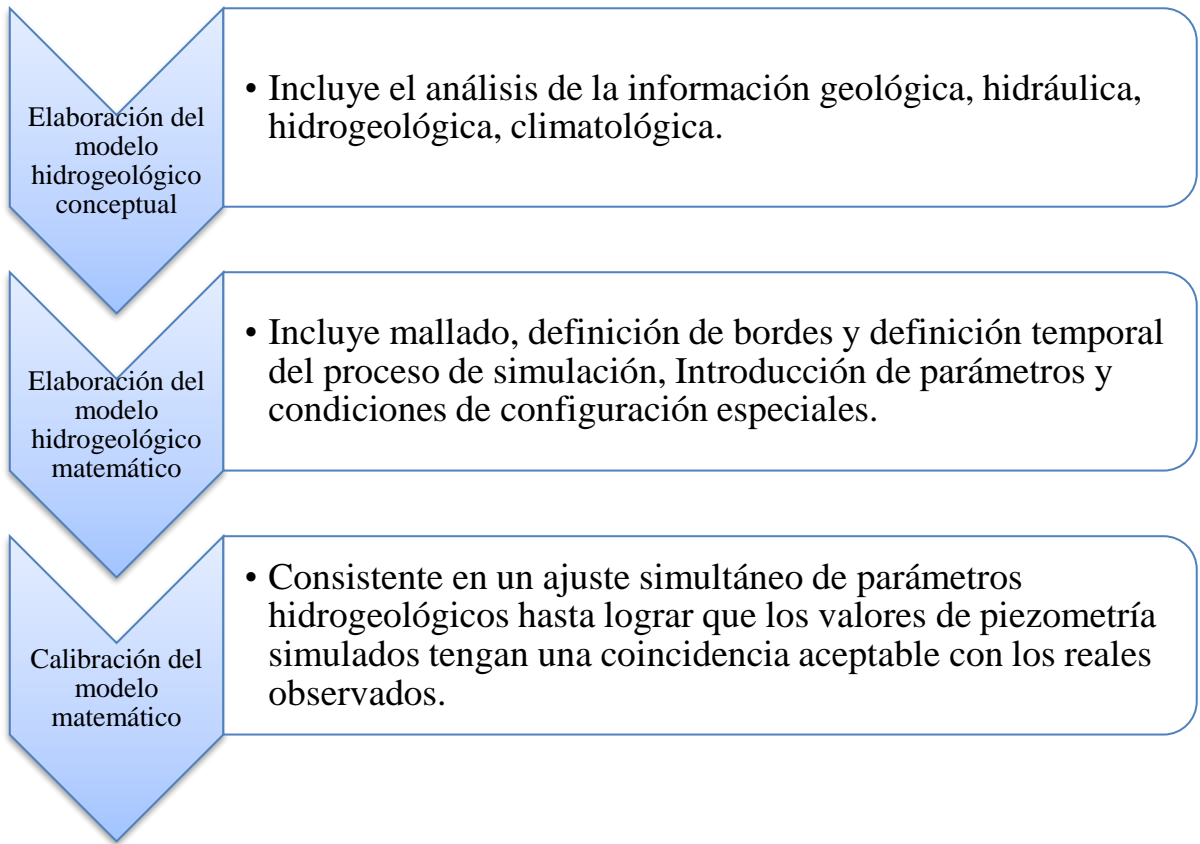 Elaboración del
modelo
hidrogeológico
conceptual
• Incluye el análisis de la información geológica, hidráulica,
hidrogeológica, climatológica.
Elaboración del
modelo
hidrogeológico
matemático
• Incluye mallado, definición de bordes y definición temporal
del proceso de simulación, Introducción de parámetros y
condiciones de configuración especiales.
Calibración del
modelo
matemático
• Consistente en un ajuste simultáneo de parámetros
hidrogeológicos hasta lograr que los valores de piezometría
simulados tengan una coincidencia aceptable con los reales
observados.